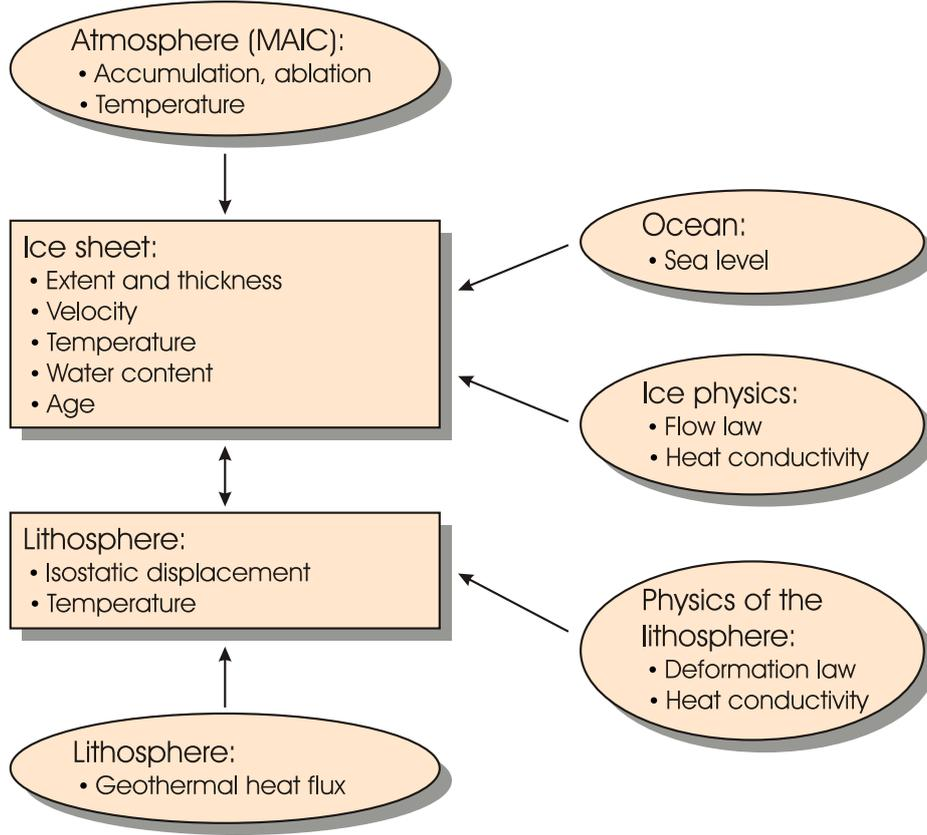 Atmosphere (MAIC):
• Accumulation, ablation
• Temperature
Ice sheet:
• Extent and thickness
• Velocity
• Temperature
• Water content
• Age
Ocean:
• Sea level
Ice physics:
• Flow law
• Heat conductivity
Lithosphere:
• Isostatic displacement
• Temperature
Physics of the
lithosphere:
• Deformation law
• Heat conductivity
Lithosphere:
• Geothermal heat flux